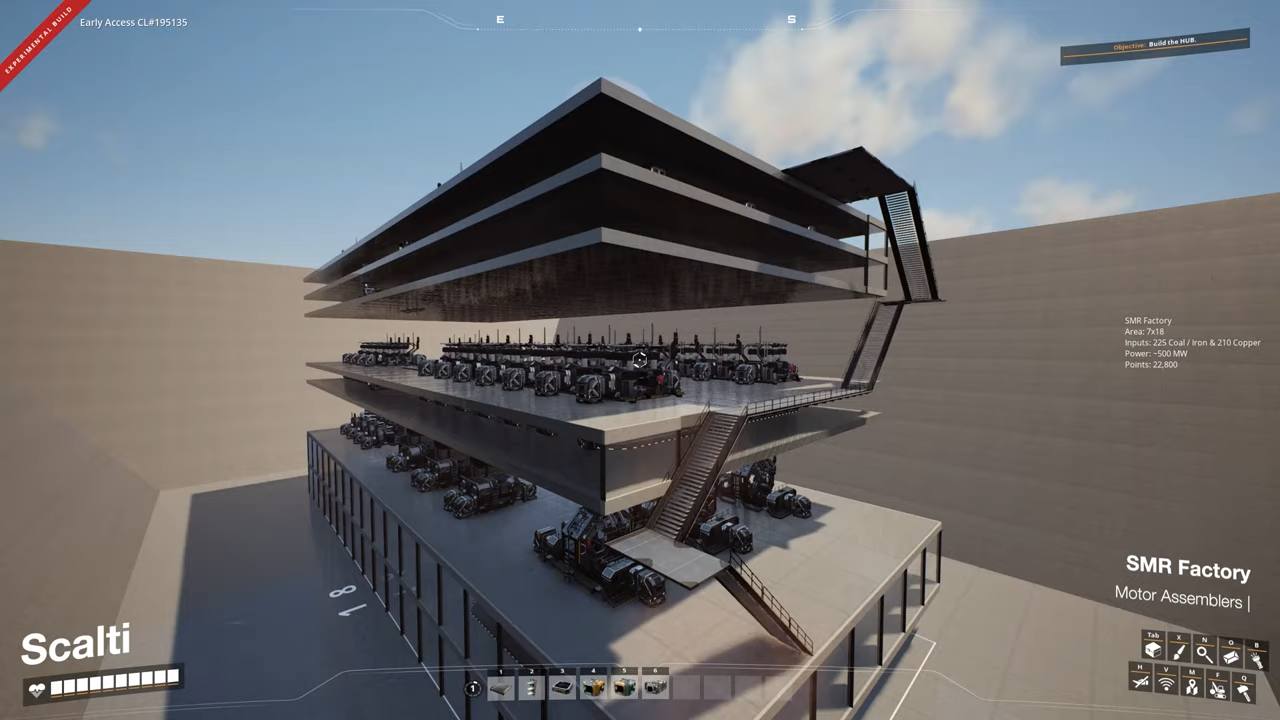 EXPERIMENTAL BUILD
Early Access CL#195135
E
S
Objective: Build the HUB.
SMR Factory
Area: 7x18
Inputs: 225 Coal / Iron & 210 Copper
Power: ~500 MW
Points: 22,800
8
1
SMR Factory
Motor Assemblers |
Scalti
1
1 2 3 4 5 6
Tab X N O B
H V M F Q